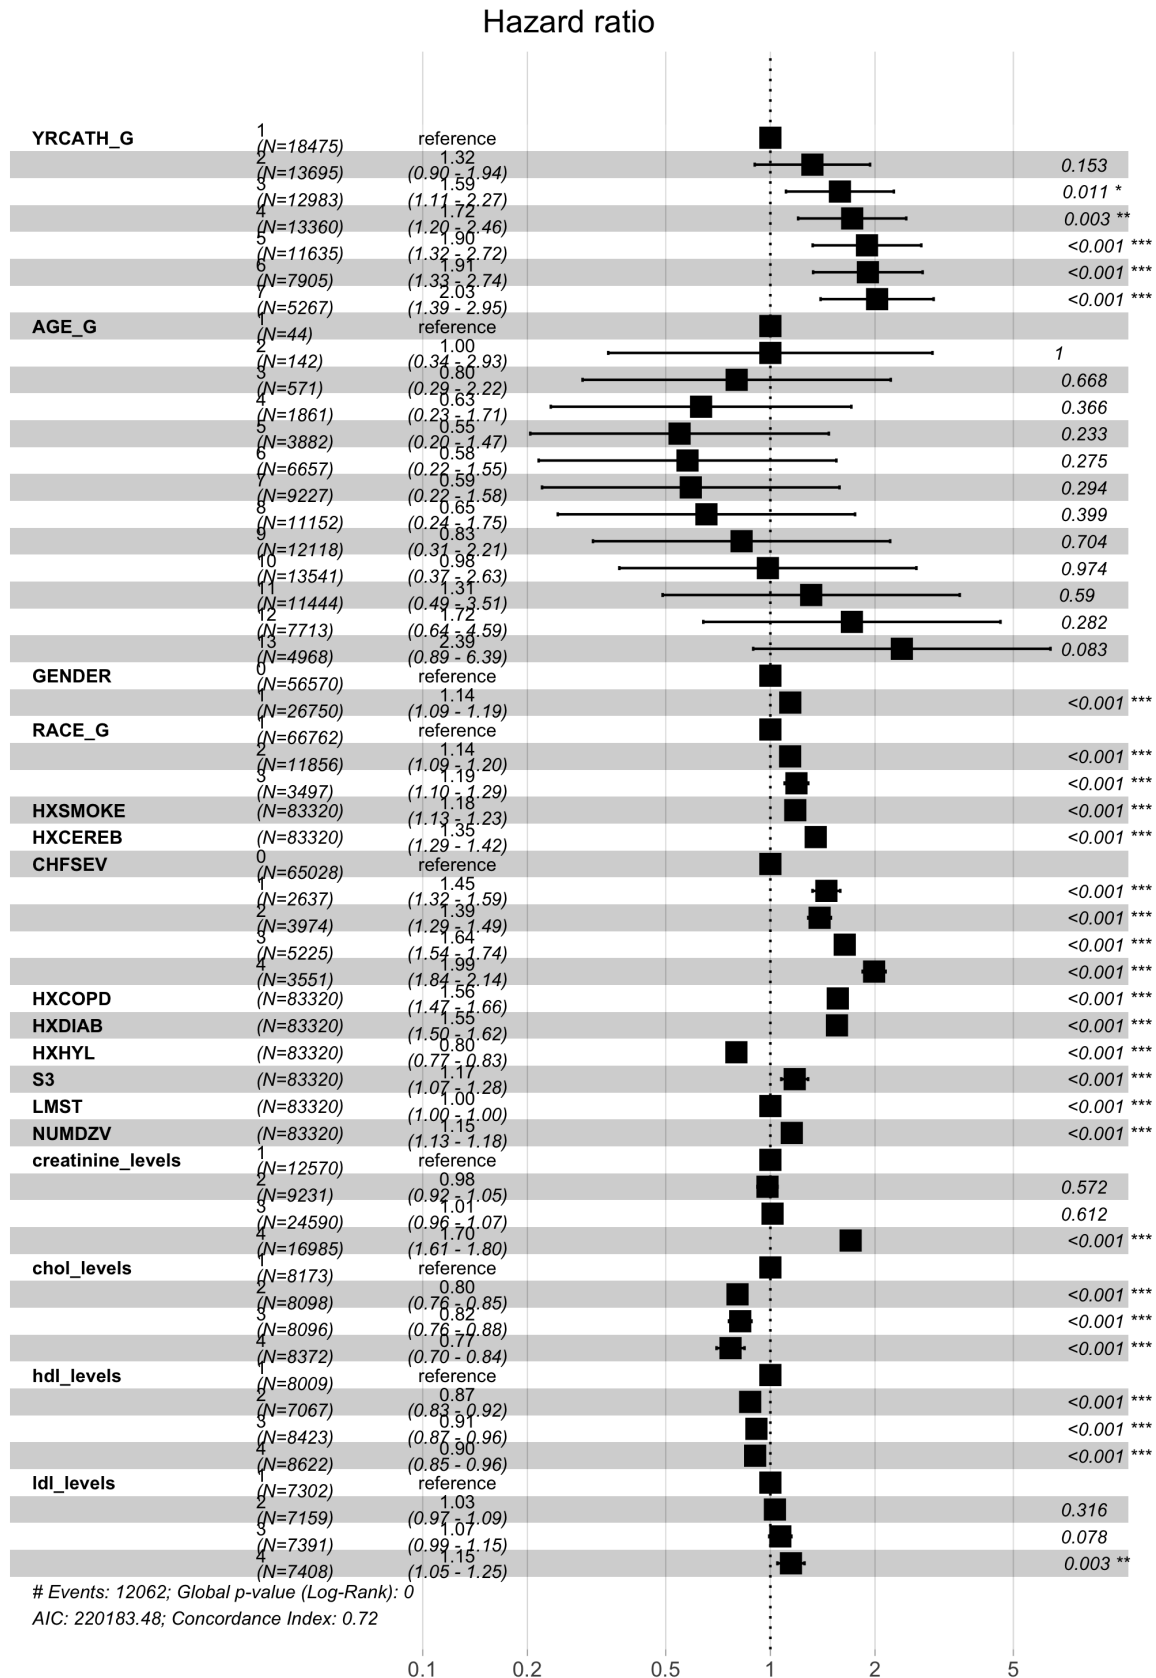 Hazard ratio
YRCATH_G 1 (N=18475) reference
2 (N=13695) 1.32 (0.90 - 1.94) 0.153
3 (N=12983) 1.59 (1.11 - 2.27) 0.011 *
4 (N=13360) 1.72 (1.20 - 2.46) 0.003 **
5 (N=11635) 1.90 (1.32 - 2.72) <0.001 ***
6 (N=7905) 1.91 (1.33 - 2.74) <0.001 ***
7 (N=5267) 2.03 (1.39 - 2.95) <0.001 ***
AGE_G 1 (N=44) reference
2 (N=142) 1.00 (0.34 - 2.93) 1
3 (N=571) 0.80 (0.29 - 2.22) 0.668
4 (N=1861) 0.63 (0.23 - 1.71) 0.366
5 (N=3882) 0.55 (0.20 - 1.47) 0.233
6 (N=6657) 0.58 (0.22 - 1.55) 0.275
7 (N=9227) 0.59 (0.22 - 1.58) 0.294
8 (N=11152) 0.65 (0.24 - 1.75) 0.399
9 (N=12118) 0.83 (0.31 - 2.21) 0.704
10 (N=13541) 0.98 (0.37 - 2.63) 0.974
11 (N=11444) 1.31 (0.49 - 3.51) 0.59
12 (N=7713) 1.72 (0.64 - 4.59) 0.282
13 (N=4968) 2.39 (0.89 - 6.39) 0.083
GENDER 0 (N=56570) reference
1 (N=26750) 1.14 (1.09 - 1.19) <0.001 ***
RACE_G 1 (N=66762) reference
2 (N=11856) 1.14 (1.09 - 1.20) <0.001 ***
3 (N=3497) 1.19 (1.10 - 1.29) <0.001 ***
HXSMOKE (N=83320) 1.18 (1.13 - 1.23) <0.001 ***
HXCEREB (N=83320) 1.35 (1.29 - 1.42) <0.001 ***
CHFSEV 0 (N=65028) reference
1 (N=2637) 1.45 (1.32 - 1.59) <0.001 ***
2 (N=3974) 1.39 (1.29 - 1.49) <0.001 ***
3 (N=5225) 1.64 (1.54 - 1.74) <0.001 ***
4 (N=3551) 1.99 (1.84 - 2.14) <0.001 ***
HXCOPD (N=83320) 1.56 (1.47 - 1.66) <0.001 ***
HXDIAB (N=83320) 1.55 (1.50 - 1.62) <0.001 ***
HXHYL (N=83320) 0.80 (0.77 - 0.83) <0.001 ***
S3 (N=83320) 1.17 (1.07 - 1.28) <0.001 ***
LMST (N=83320) 1.00 (1.00 - 1.00) <0.001 ***
NUMDZV (N=83320) 1.15 (1.13 - 1.18) <0.001 ***
creatinine_levels 1 (N=12570) reference
2 (N=9231) 0.98 (0.92 - 1.05) 0.572
3 (N=24590) 1.01 (0.96 - 1.07) 0.612
4 (N=16985) 1.70 (1.61 - 1.80) <0.001 ***
chol_levels 1 (N=8173) reference
2 (N=8098) 0.80 (0.76 - 0.85) <0.001 ***
3 (N=8096) 0.82 (0.76 - 0.88) <0.001 ***
4 (N=8372) 0.77 (0.70 - 0.84) <0.001 ***
hdl_levels 1 (N=8009) reference
2 (N=7067) 0.87 (0.83 - 0.92) <0.001 ***
3 (N=8423) 0.91 (0.87 - 0.96) <0.001 ***
4 (N=8622) 0.90 (0.85 - 0.96) <0.001 ***
ldl_levels 1 (N=7302) reference
2 (N=7159) 1.03 (0.97 - 1.09) 0.316
3 (N=7391) 1.07 (0.99 - 1.15) 0.078
4 (N=7408) 1.15 (1.05 - 1.25) 0.003 **
# Events: 12062; Global p-value (Log-Rank): 0
AIC: 220183.48; Concordance Index: 0.72
0.1 0.2 0.5 1 2 5